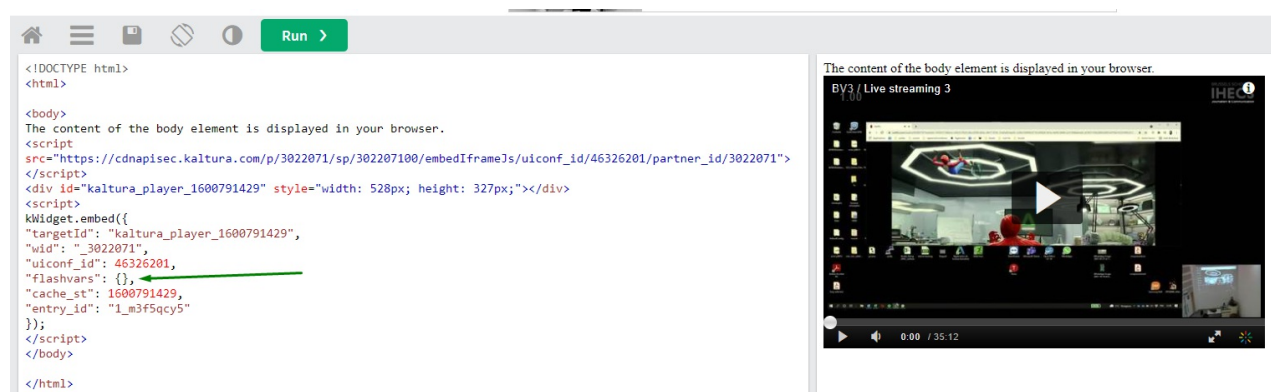 Run >
<!DOCTYPE html>
<html>
<body>
The content of the body element is displayed in your browser.
<script
src="https://cdnapisec.kaltura.com/p/3022071/sp/302207100/embedIframeJs/uiconf_id/46326201/partner_id/3022071">
</script>
<div id="kaltura_player_1600791429" style="width: 528px; height: 327px;"></div>
<script>
kWidget.embed({
"targetId": "kaltura_player_1600791429",
"wid": "_3022071",
"uiconf_id": 46326201,
"flashvars": {},
"cache_st": 1600791429,
"entry_id": "1_m3f5qcy5"
});
</script>
</body>
</html>
The content of the body element is displayed in your browser.
BV3 / Live streaming 3
1.00
IHECS
0:00 / 35:12